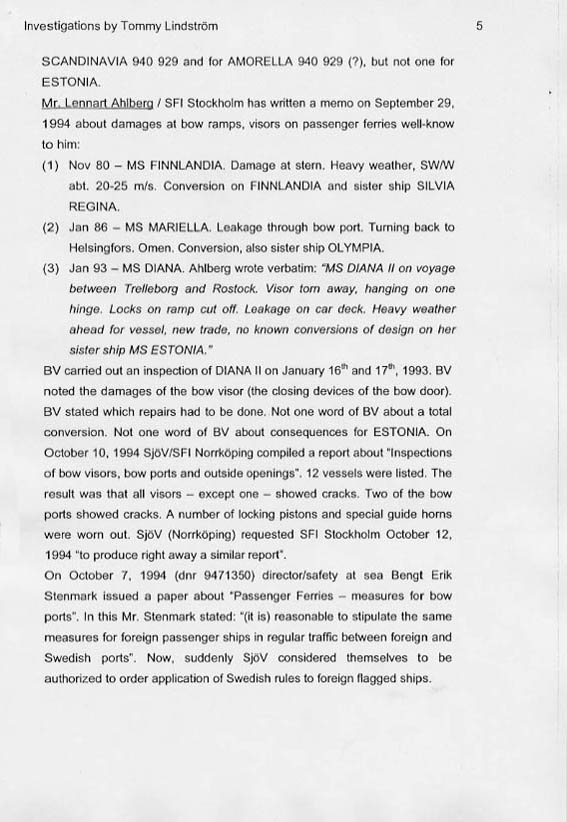 Investigations by Tommy Lindström 5
SCANDINAVIA 940 929 and for AMORELLA 940 929 (?), but not one for
ESTONIA.
Mr. Lennart Ahlberg / SFI Stockholm has written a memo on September 29,
1994 about damages at bow ramps, visors on passenger ferries well-know
to him:
(1) Nov 80 – MS FINNLANDIA. Damage at stern. Heavy weather, SW/W
abt. 20-25 m/s. Conversion on FINNLANDIA and sister ship SILVIA
REGINA.
(2) Jan 86 – MS MARIELLA. Leakage through bow port. Turning back to
Helsingfors. Omen. Conversion, also sister ship OLYMPIA.
(3) Jan 93 – MS DIANA. Ahlberg wrote verbatim: "MS DIANA II on voyage
between Trelleborg and Rostock. Visor torn away, hanging on one
hinge. Locks on ramp cut off. Leakage on car deck. Heavy weather
ahead for vessel, new trade, no known conversions of design on her
sister ship MS ESTONIA."
BV carried out an inspection of DIANA II on January 16th and 17th, 1993. BV
noted the damages of the bow visor (the closing devices of the bow door).
BV stated which repairs had to be done. Not one word of BV about a total
conversion. Not one word of BV about consequences for ESTONIA. On
October 10, 1994 SjöV/SFI Norrköping compiled a report about "Inspections
of bow visors, bow ports and outside openings". 12 vessels were listed. The
result was that all visors – except one – showed cracks. Two of the bow
ports showed cracks. A number of locking pistons and special guide horns
were worn out. SjöV (Norrköping) requested SFI Stockholm October 12,
1994 "to produce right away a similar report".
On October 7, 1994 (dnr 9471350) director/safety at sea Bengt Erik
Stenmark issued a paper about "Passenger Ferries – measures for bow
ports". In this Mr. Stenmark stated: "(it is) reasonable to stipulate the same
measures for foreign passenger ships in regular traffic between foreign and
Swedish ports". Now, suddenly SjöV considered themselves to be
authorized to order application of Swedish rules to foreign flagged ships.